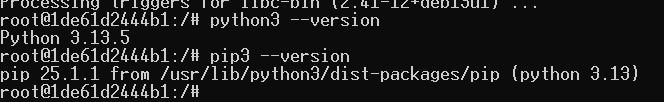 Processing triggers for libc-bin (2.41-12+deb13u1) ...
root@1de61d2444b1:/# python3 --version
Python 3.13.5
root@1de61d2444b1:/# pip3 --version
pip 25.1.1 from /usr/lib/python3/dist-packages/pip (python 3.13)
root@1de61d2444b1:/#